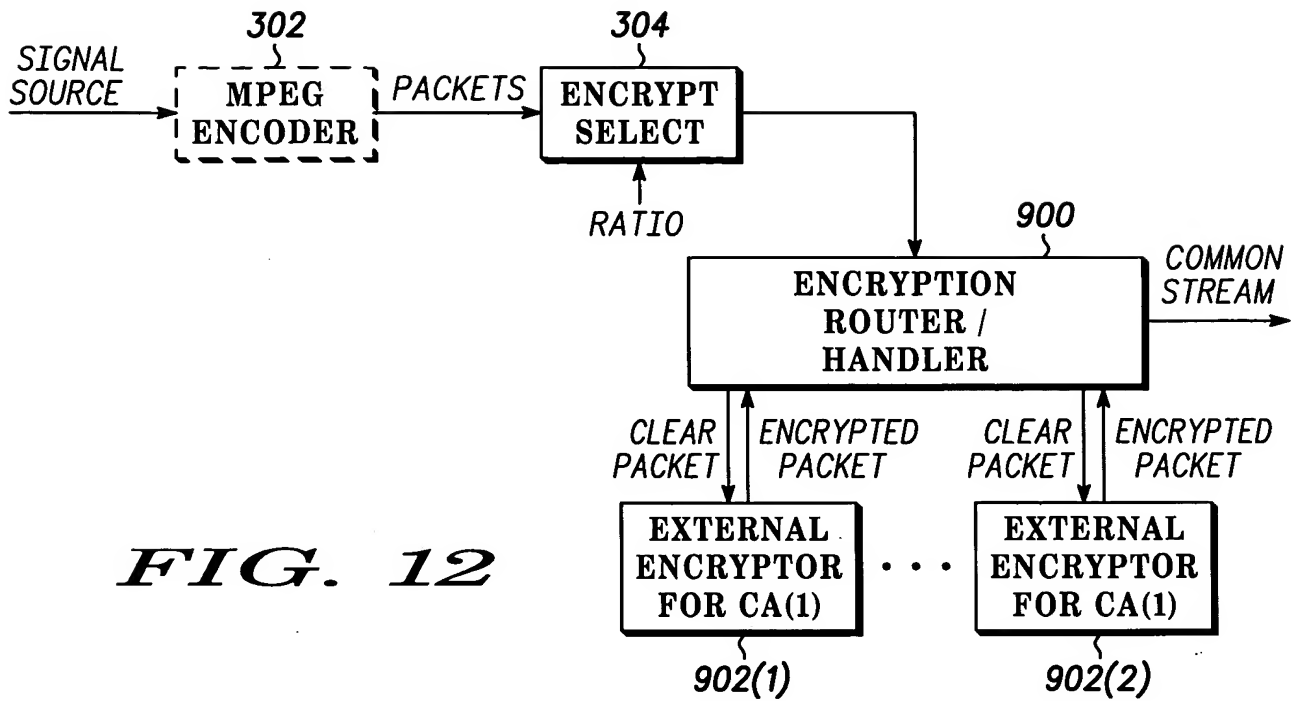 302
304
SIGNAL
SOURCE
MPEG
ENCODER
PACKETS
ENCRYPT
SELECT
RATIO
900
ENCRYPTION
ROUTER /
HANDLER
COMMON
STREAM
CLEAR
PACKET
ENCRYPTED
PACKET
CLEAR
PACKET
ENCRYPTED
PACKET
EXTERNAL
ENCRYPTOR
FOR CA(1)
• • •
EXTERNAL
ENCRYPTOR
FOR CA(1)
902(1)
902(2)
FIG. 12